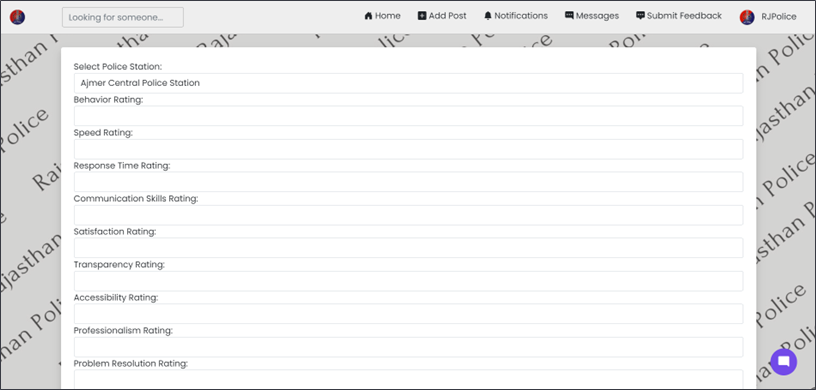 Looking for someone... Home Add Post Notifications Messages Submit Feedback RJPolice
Select Police Station:
Ajmer Central Police Station
Behavior Rating:
Speed Rating:
Response Time Rating:
Communication Skills Rating:
Satisfaction Rating:
Transparency Rating:
Accessibility Rating:
Professionalism Rating:
Problem Resolution Rating: